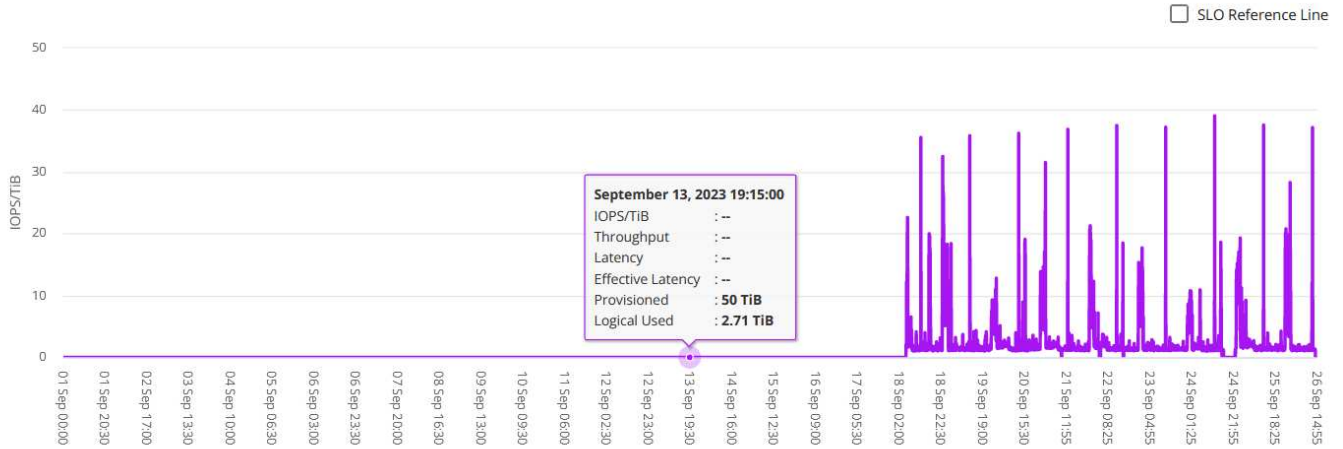 SLO Reference Line
50
40
30
20
10
0
IOPS/TiB
September 13, 2023 19:15:00
IOPS/TiB : --
Throughput : --
Latency : --
Effective Latency : --
Provisioned : 50 TiB
Logical Used : 2.71 TiB
01 Sep 00:00
01 Sep 20:30
02 Sep 17:00
03 Sep 13:30
04 Sep 10:00
05 Sep 06:30
06 Sep 03:00
06 Sep 23:30
07 Sep 20:00
08 Sep 16:30
09 Sep 13:00
10 Sep 09:30
11 Sep 06:00
12 Sep 02:30
12 Sep 23:00
13 Sep 19:30
14 Sep 16:00
15 Sep 12:30
16 Sep 09:00
17 Sep 05:30
18 Sep 02:00
18 Sep 22:30
19 Sep 19:00
20 Sep 15:30
21 Sep 11:55
22 Sep 08:25
23 Sep 04:55
24 Sep 01:25
24 Sep 21:55
25 Sep 18:25
26 Sep 14:55